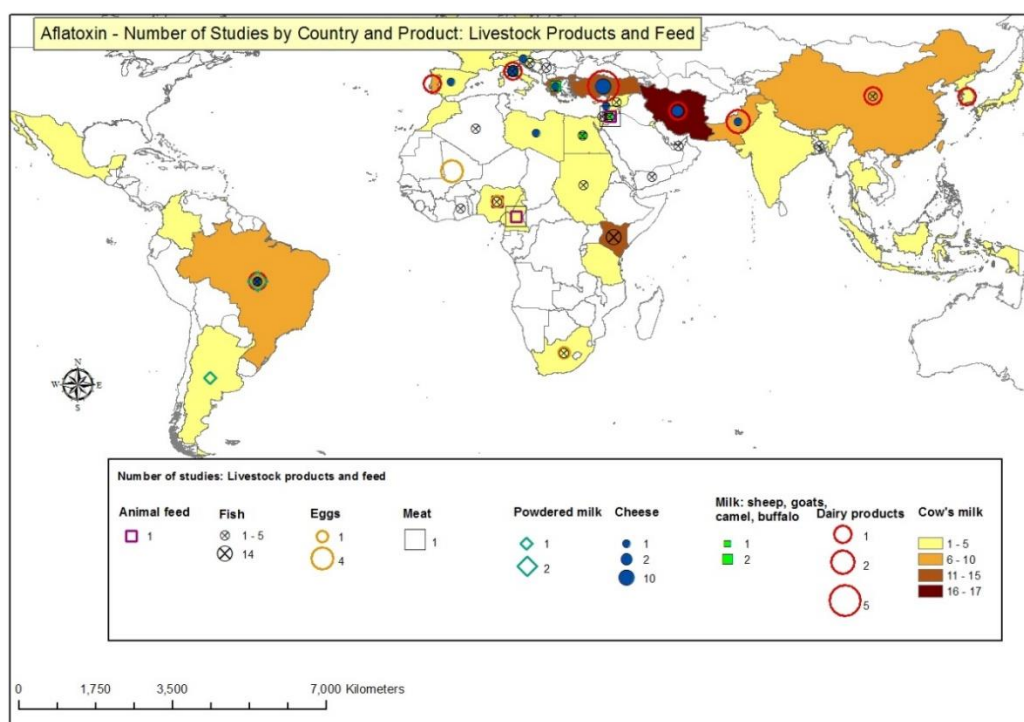 Aflatoxin - Number of Studies by Country and Product: Livestock Products and Feed
N
W E
S
Number of studies: Livestock products and feed
Animal feed
1
Fish
1 - 5
14
Eggs
1
4
Meat
1
Powdered milk
1
2
Cheese
1
2
10
Milk: sheep, goats,
camel, buffalo
1
2
Dairy products
1
2
5
Cow's milk
1 - 5
6 - 10
11 - 15
16 - 17
0 1,750 3,500 7,000 Kilometers